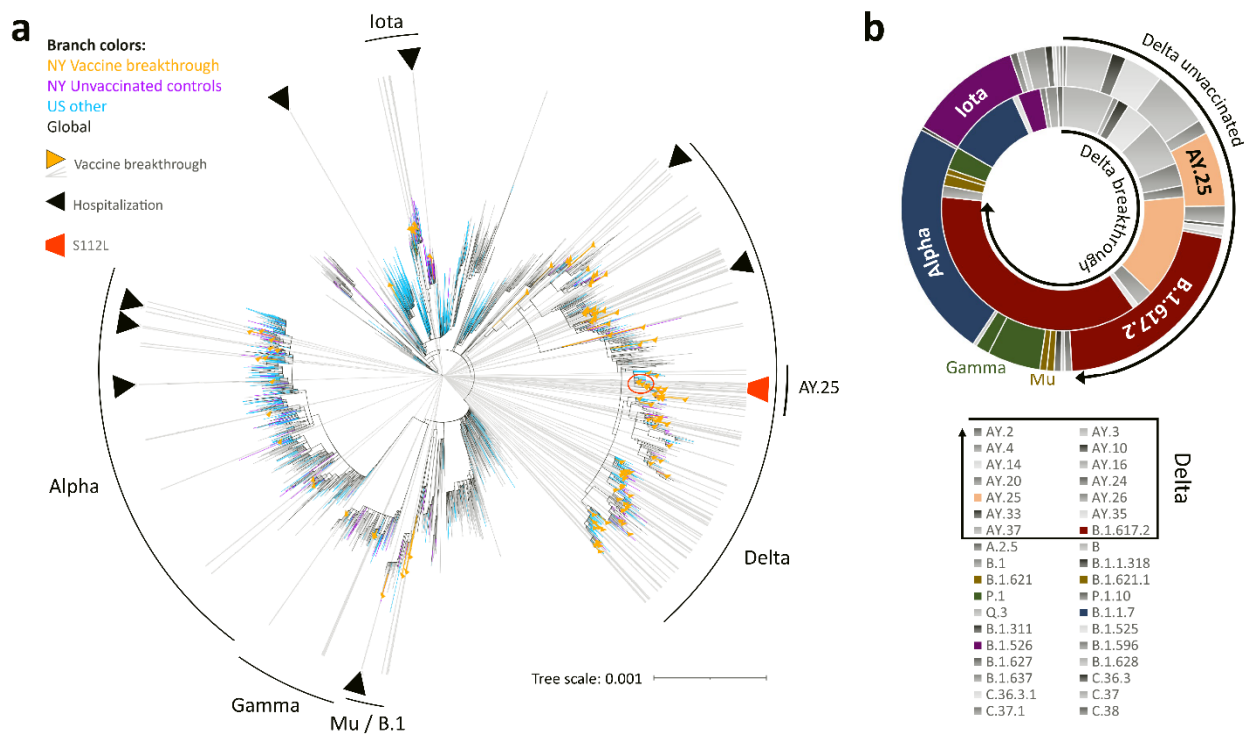 a
Branch colors:
NY Vaccine breakthrough
NY Unvaccinated controls
US other
Global
Vaccine breakthrough
Hospitalization
S112L
Iota
AY.25
Alpha
Delta
Gamma
Mu / B.1
Tree scale: 0.001
b
Delta unvaccinated
Delta breakthrough
Iota
AY.25
Alpha
B.1.617.2
Gamma
Mu
Delta
AY.2 AY.3
AY.4 AY.10
AY.14 AY.16
AY.20 AY.24
AY.25 AY.26
AY.33 AY.35
AY.37 B.1.617.2
A.2.5 B
B.1 B.1.1.318
B.1.621 B.1.621.1
P.1 P.1.10
Q.3 B.1.1.7
B.1.311 B.1.525
B.1.526 B.1.596
B.1.627 B.1.628
B.1.637 C.36.3
C.36.3.1 C.37
C.37.1 C.38